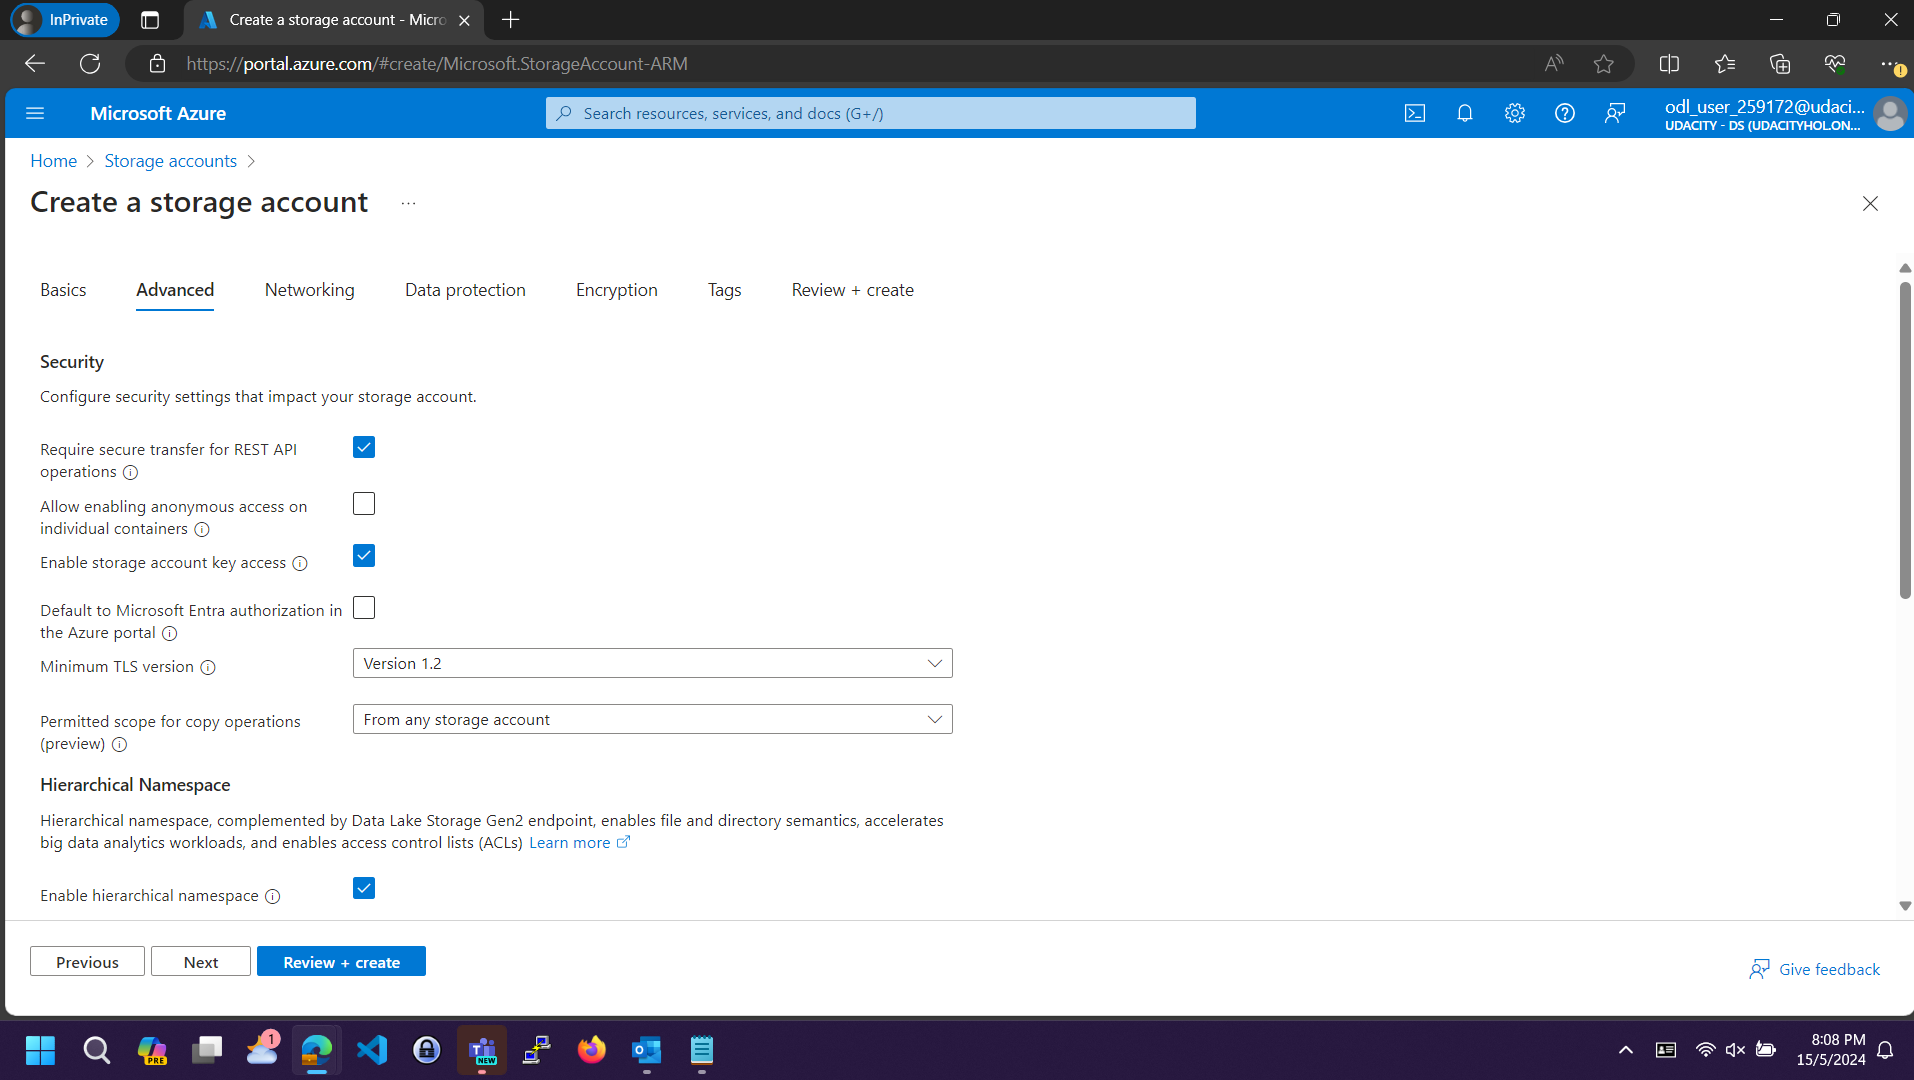 InPrivate
Create a storage account - Micro
https://portal.azure.com/#create/Microsoft.StorageAccount-ARM
Microsoft Azure
Search resources, services, and docs (G+/)
odl_user_259172@udaci...
UDACITY - DS (UDACITYHOL.ON...
Home > Storage accounts >
Create a storage account ...
Basics
Advanced
Networking
Data protection
Encryption
Tags
Review + create
Security
Configure security settings that impact your storage account.
Require secure transfer for REST API
operations
Allow enabling anonymous access on
individual containers
Enable storage account key access
Default to Microsoft Entra authorization in
the Azure portal
Minimum TLS version
Version 1.2
Permitted scope for copy operations
(preview)
From any storage account
Hierarchical Namespace
Hierarchical namespace, complemented by Data Lake Storage Gen2 endpoint, enables file and directory semantics, accelerates
big data analytics workloads, and enables access control lists (ACLs) Learn more
Enable hierarchical namespace
Previous
Next
Review + create
Give feedback
PRE
1
NEW
8:08 PM
15/5/2024